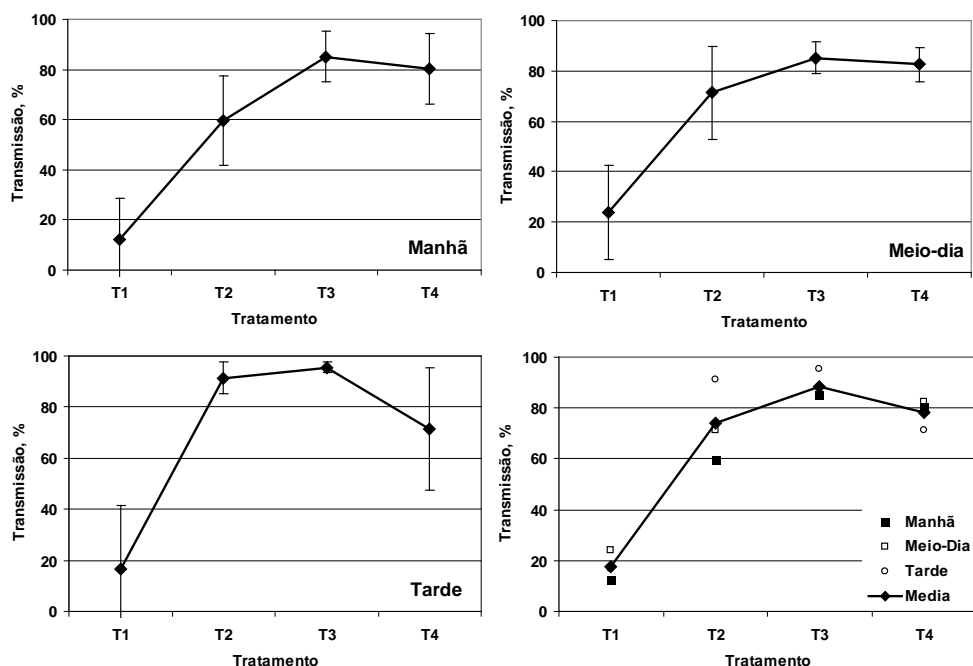 100
80
60
40
20
0
Transmissão, %
T1 T2 T3 T4
Tratamento
Manhã
100
80
60
40
20
0
Transmissão, %
T1 T2 T3 T4
Tratamento
Meio-dia
100
80
60
40
20
0
Transmissão, %
T1 T2 T3 T4
Tratamento
Tarde
100
80
60
40
20
0
Transmissão, %
T1 T2 T3 T4
Tratamento
Manhã
Meio-Dia
Tarde
Media